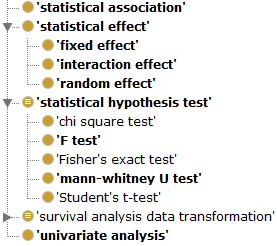 'statistical association'
'statistical effect'
'fixed effect'
'interaction effect'
'random effect'
'statistical hypothesis test'
'chi square test'
'F test'
'Fisher's exact test'
'mann-whitney U test'
'Student's t-test'
'survival analysis data transformation'
'univariate analysis'